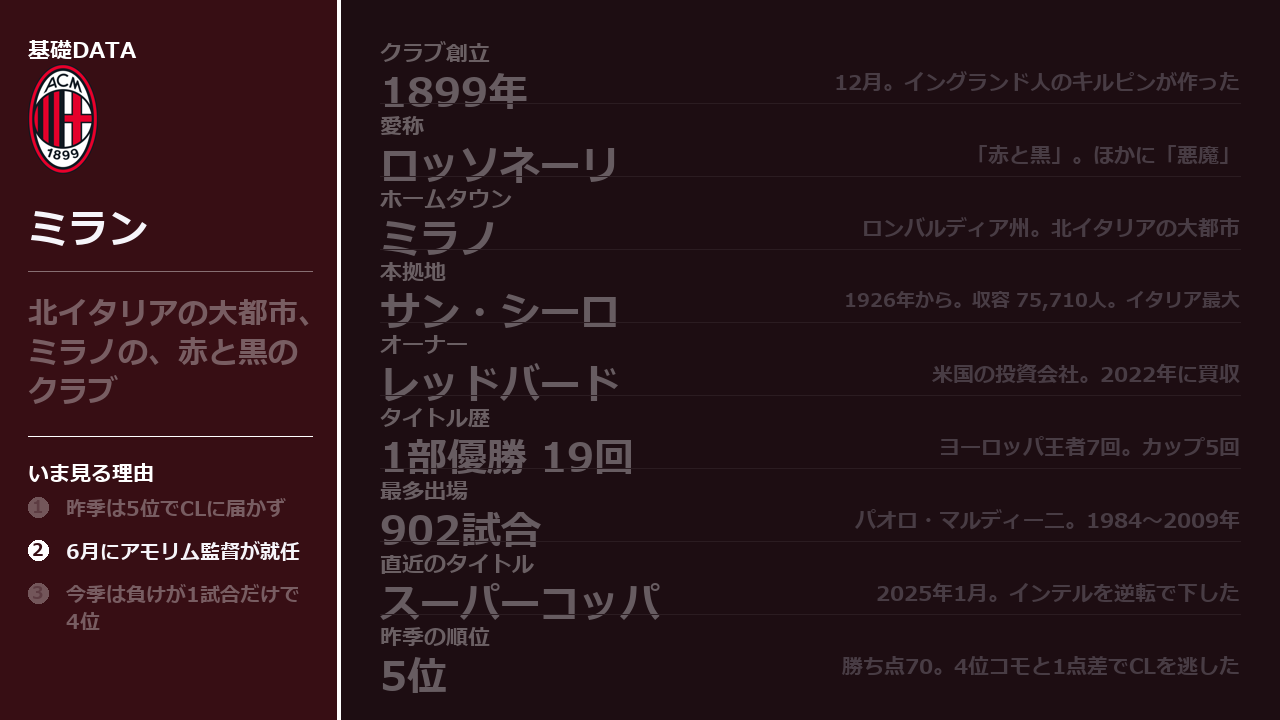 基礎DATA
ACM
1899
ミラン
北イタリアの大都市、
ミラノの、赤と黒の
クラブ
いま見る理由
1 昨季は5位でCLに届かず
2 6月にアモリム監督が就任
3 今季は負けが1試合だけで
4位
クラブ創立
1899年 12月。イングランド人のキルピンが作った
愛称
ロッソネーリ 「赤と黒」。ほかに「悪魔」
ホームタウン
ミラノ ロンバルディア州。北イタリアの大都市
本拠地
サン・シーロ 1926年から。収容 75,710人。イタリア最大
オーナー
レッドバード 米国の投資会社。2022年に買収
タイトル歴
1部優勝 19回 ヨーロッパ王者7回。カップ5回
最多出場
902試合 パオロ・マルディーニ。1984〜2009年
直近のタイトル
スーパーコッパ 2025年1月。インテルを逆転で下した
昨季の順位
5位 勝ち点70。4位コモと1点差でCLを逃した